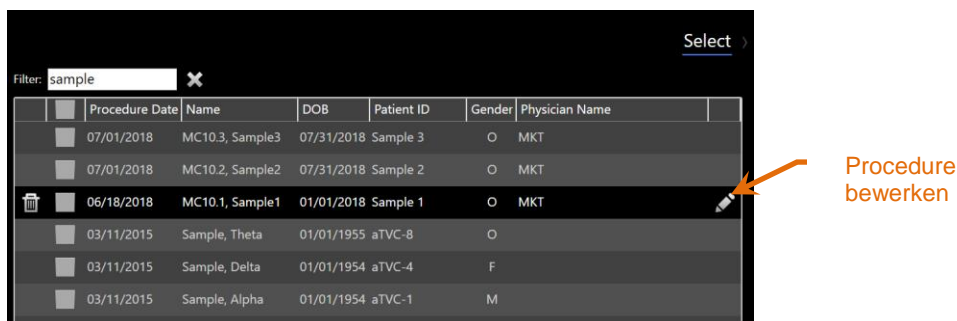 Select
Filter: sample
Procedure Date Name DOB Patient ID Gender Physician Name
07/01/2018 MC10.3, Sample3 07/31/2018 Sample 3 O MKT
07/01/2018 MC10.2, Sample2 07/31/2018 Sample 2 O MKT
06/18/2018 MC10.1, Sample1 01/01/2018 Sample 1 O MKT
03/11/2015 Sample, Theta 01/01/1955 aTVC-8 O
03/11/2015 Sample, Delta 01/01/1954 aTVC-4 F
03/11/2015 Sample, Alpha 01/01/1954 aTVC-1 M
Procedure
bewerken